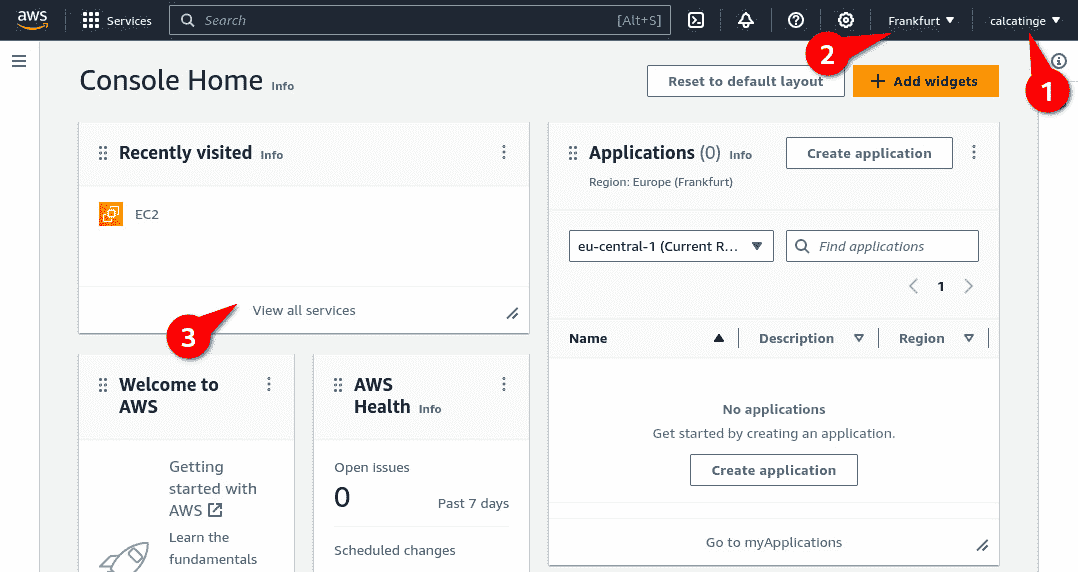 aws Services Search [Alt+S] Frankfurt calcatinge
2
1
Console Home Info
Reset to default layout
Add widgets
Recently visited Info
EC2
View all services
3
Applications (0) Info
Create application
Region: Europe (Frankfurt)
eu-central-1 (Current R...
Find applications
1
Name Description Region
No applications
Get started by creating an application.
Create application
Go to myApplications
Welcome to
AWS
Getting
started with
AWS
Learn the
fundamentals
AWS
Health Info
Open issues
0
Past 7 days
Scheduled changes